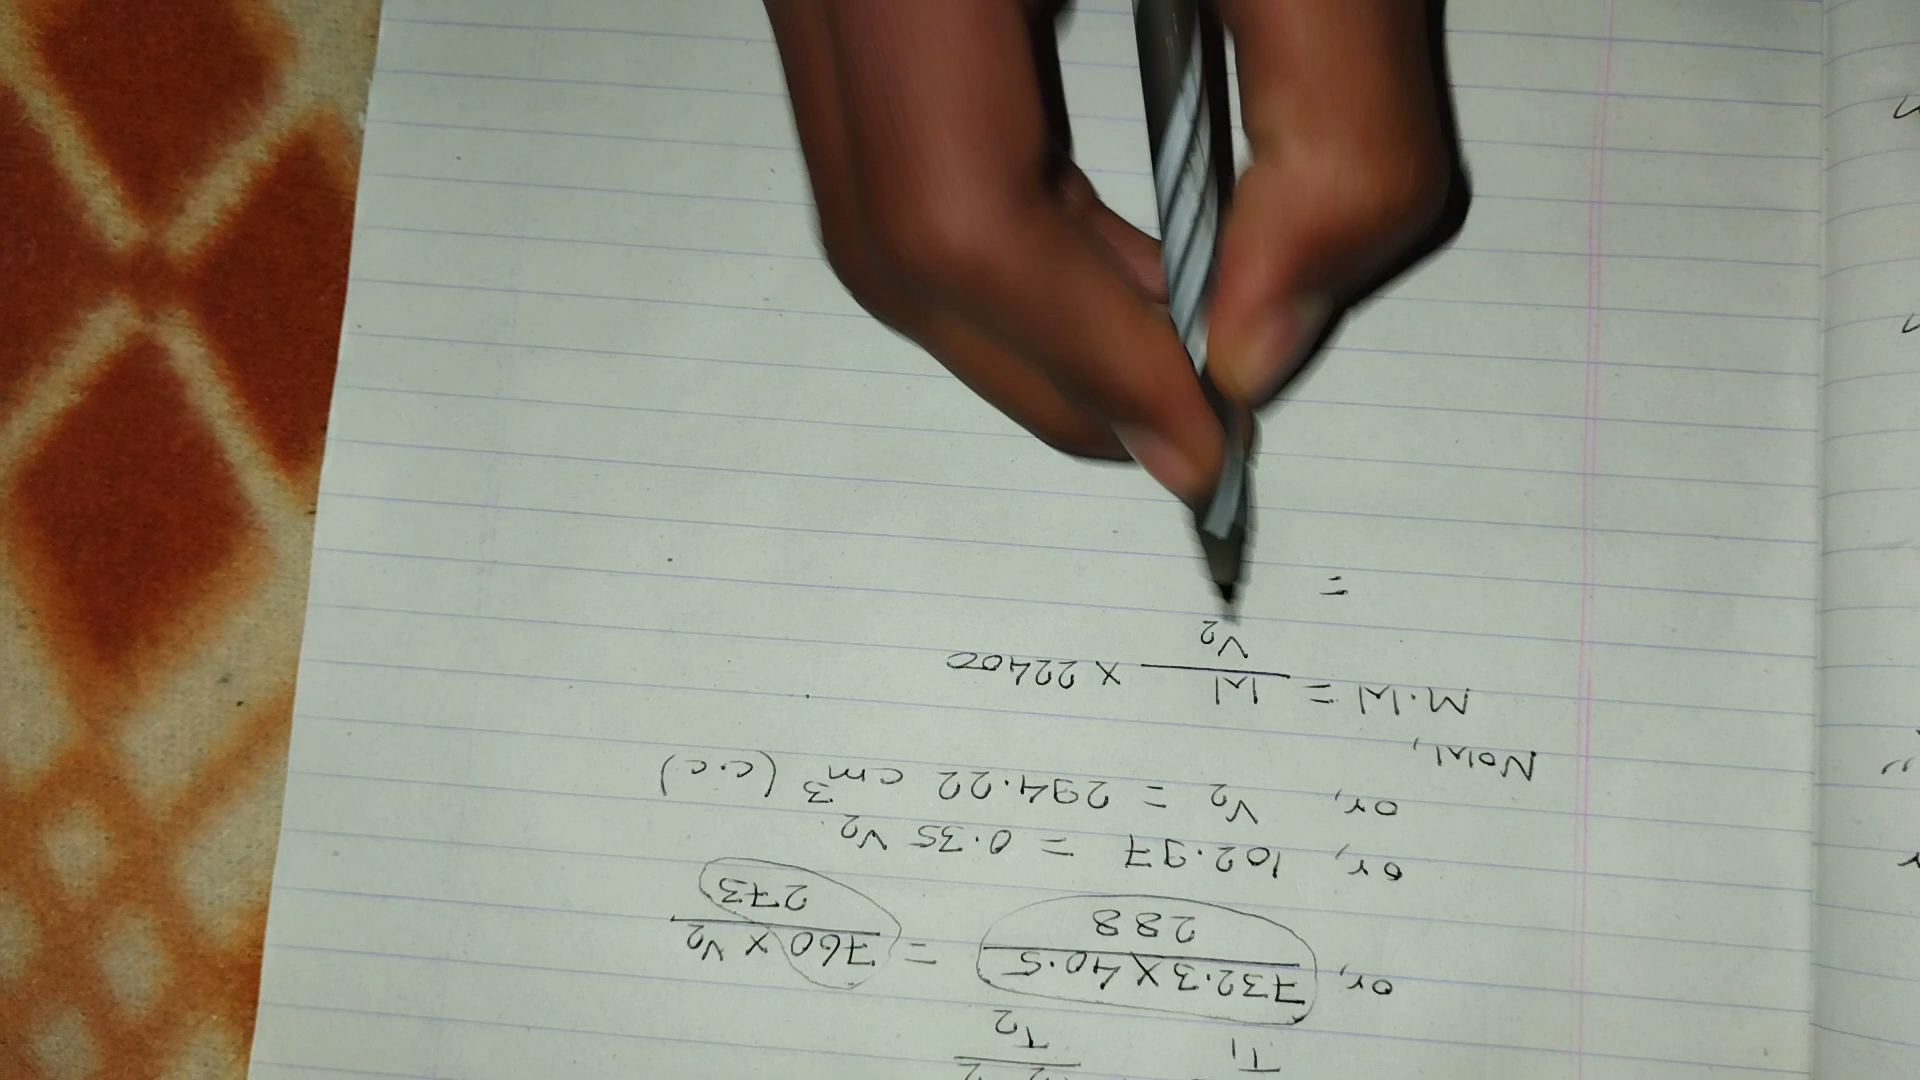 T1 T2
or, 732.3 x 40.5 / 288 = 760 x V2 / 273
or, 102.97 = 0.35 V2
or, V2 = 294.22 cm³ (c.c)
Now,
M.W = W / V2 x 22400
=